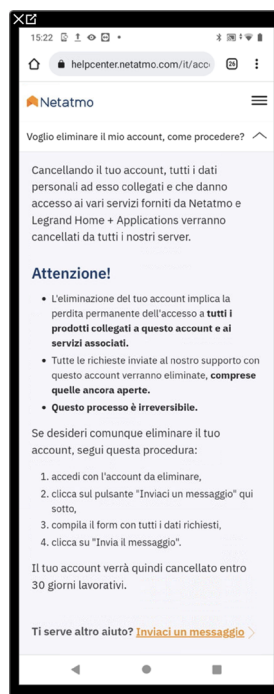 15:22
helpcenter.netatmo.com/it/acc
26
Netatmo
Voglio eliminare il mio account, come procedere?
Cancellando il tuo account, tutti i dati
personali ad esso collegati e che danno
accesso ai vari servizi forniti da Netatmo e
Legrand Home + Applications verranno
cancellati da tutti i nostri server.
Attenzione!
• L'eliminazione del tuo account implica la
perdita permanente dell'accesso a tutti i
prodotti collegati a questo account e ai
servizi associati.
• Tutte le richieste inviate al nostro supporto con
questo account verranno eliminate, comprese
quelle ancora aperte.
• Questo processo è irreversibile.
Se desideri comunque eliminare il tuo
account, segui questa procedura:
1. accedi con l'account da eliminare,
2. clicca sul pulsante "Inviaci un messaggio" qui
sotto,
3. compila il form con tutti i dati richiesti,
4. clicca su "Invia il messaggio".
Il tuo account verrà quindi cancellato entro
30 giorni lavorativi.
Ti serve altro aiuto? Inviaci un messaggio